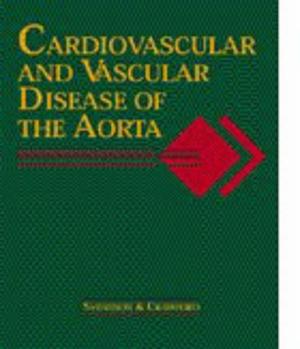 CARDIOVASCULAR
AND VASCULAR
DISEASE OF
THE AORTA
SVENSSON & CRAWFORD